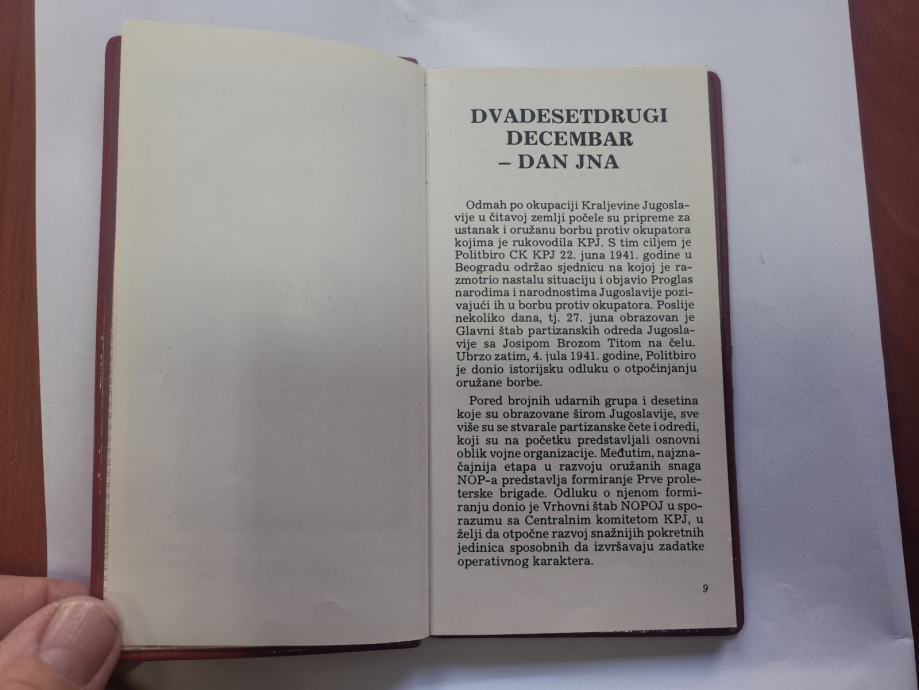 DVADESETDRUGI
DECEMBAR
– DAN JNA
Odmah po okupaciji Kraljevine Jugosla-
vije u čitavoj zemlji počele su pripreme za
ustanak i oružanu borbu protiv okupatora
kojima je rukovodila KPJ. S tim ciljem je
Politbiro CK KPJ 22. juna 1941. godine u
Beogradu održao sjednicu na kojoj je ra-
zmotrio nastalu situaciju i objavio Proglas
narodima i narodnostima Jugoslavije pozi-
vajući ih u borbu protiv okupatora. Poslije
nekoliko dana, tj. 27. juna obrazovan je
Glavni štab partizanskih odreda Jugosla-
vije sa Josipom Brozom Titom na čelu.
Ubrzo zatim, 4. jula 1941. godine, Politbiro
je donio istorijsku odluku o otpočinjanju
oružane borbe.
Pored brojnih udarnih grupa i desetina
koje su obrazovane širom Jugoslavije, sve
više su se stvarale partizanske čete i odredi,
koji su na početku predstavljali osnovni
oblik vojne organizacije. Međutim, najzna-
čajnija etapa u razvoju oružanih snaga
NOP-a predstavlja formiranje Prve prole-
terske brigade. Odluku o njenom formi-
ranju donio je Vrhovni štab NOPOJ u spo-
razumu sa Centralnim komitetom KPJ, u
želji da otpočne razvoj snažnijih pokretnih
jedinica sposobnih da izvršavaju zadatke
operativnog karaktera.
9